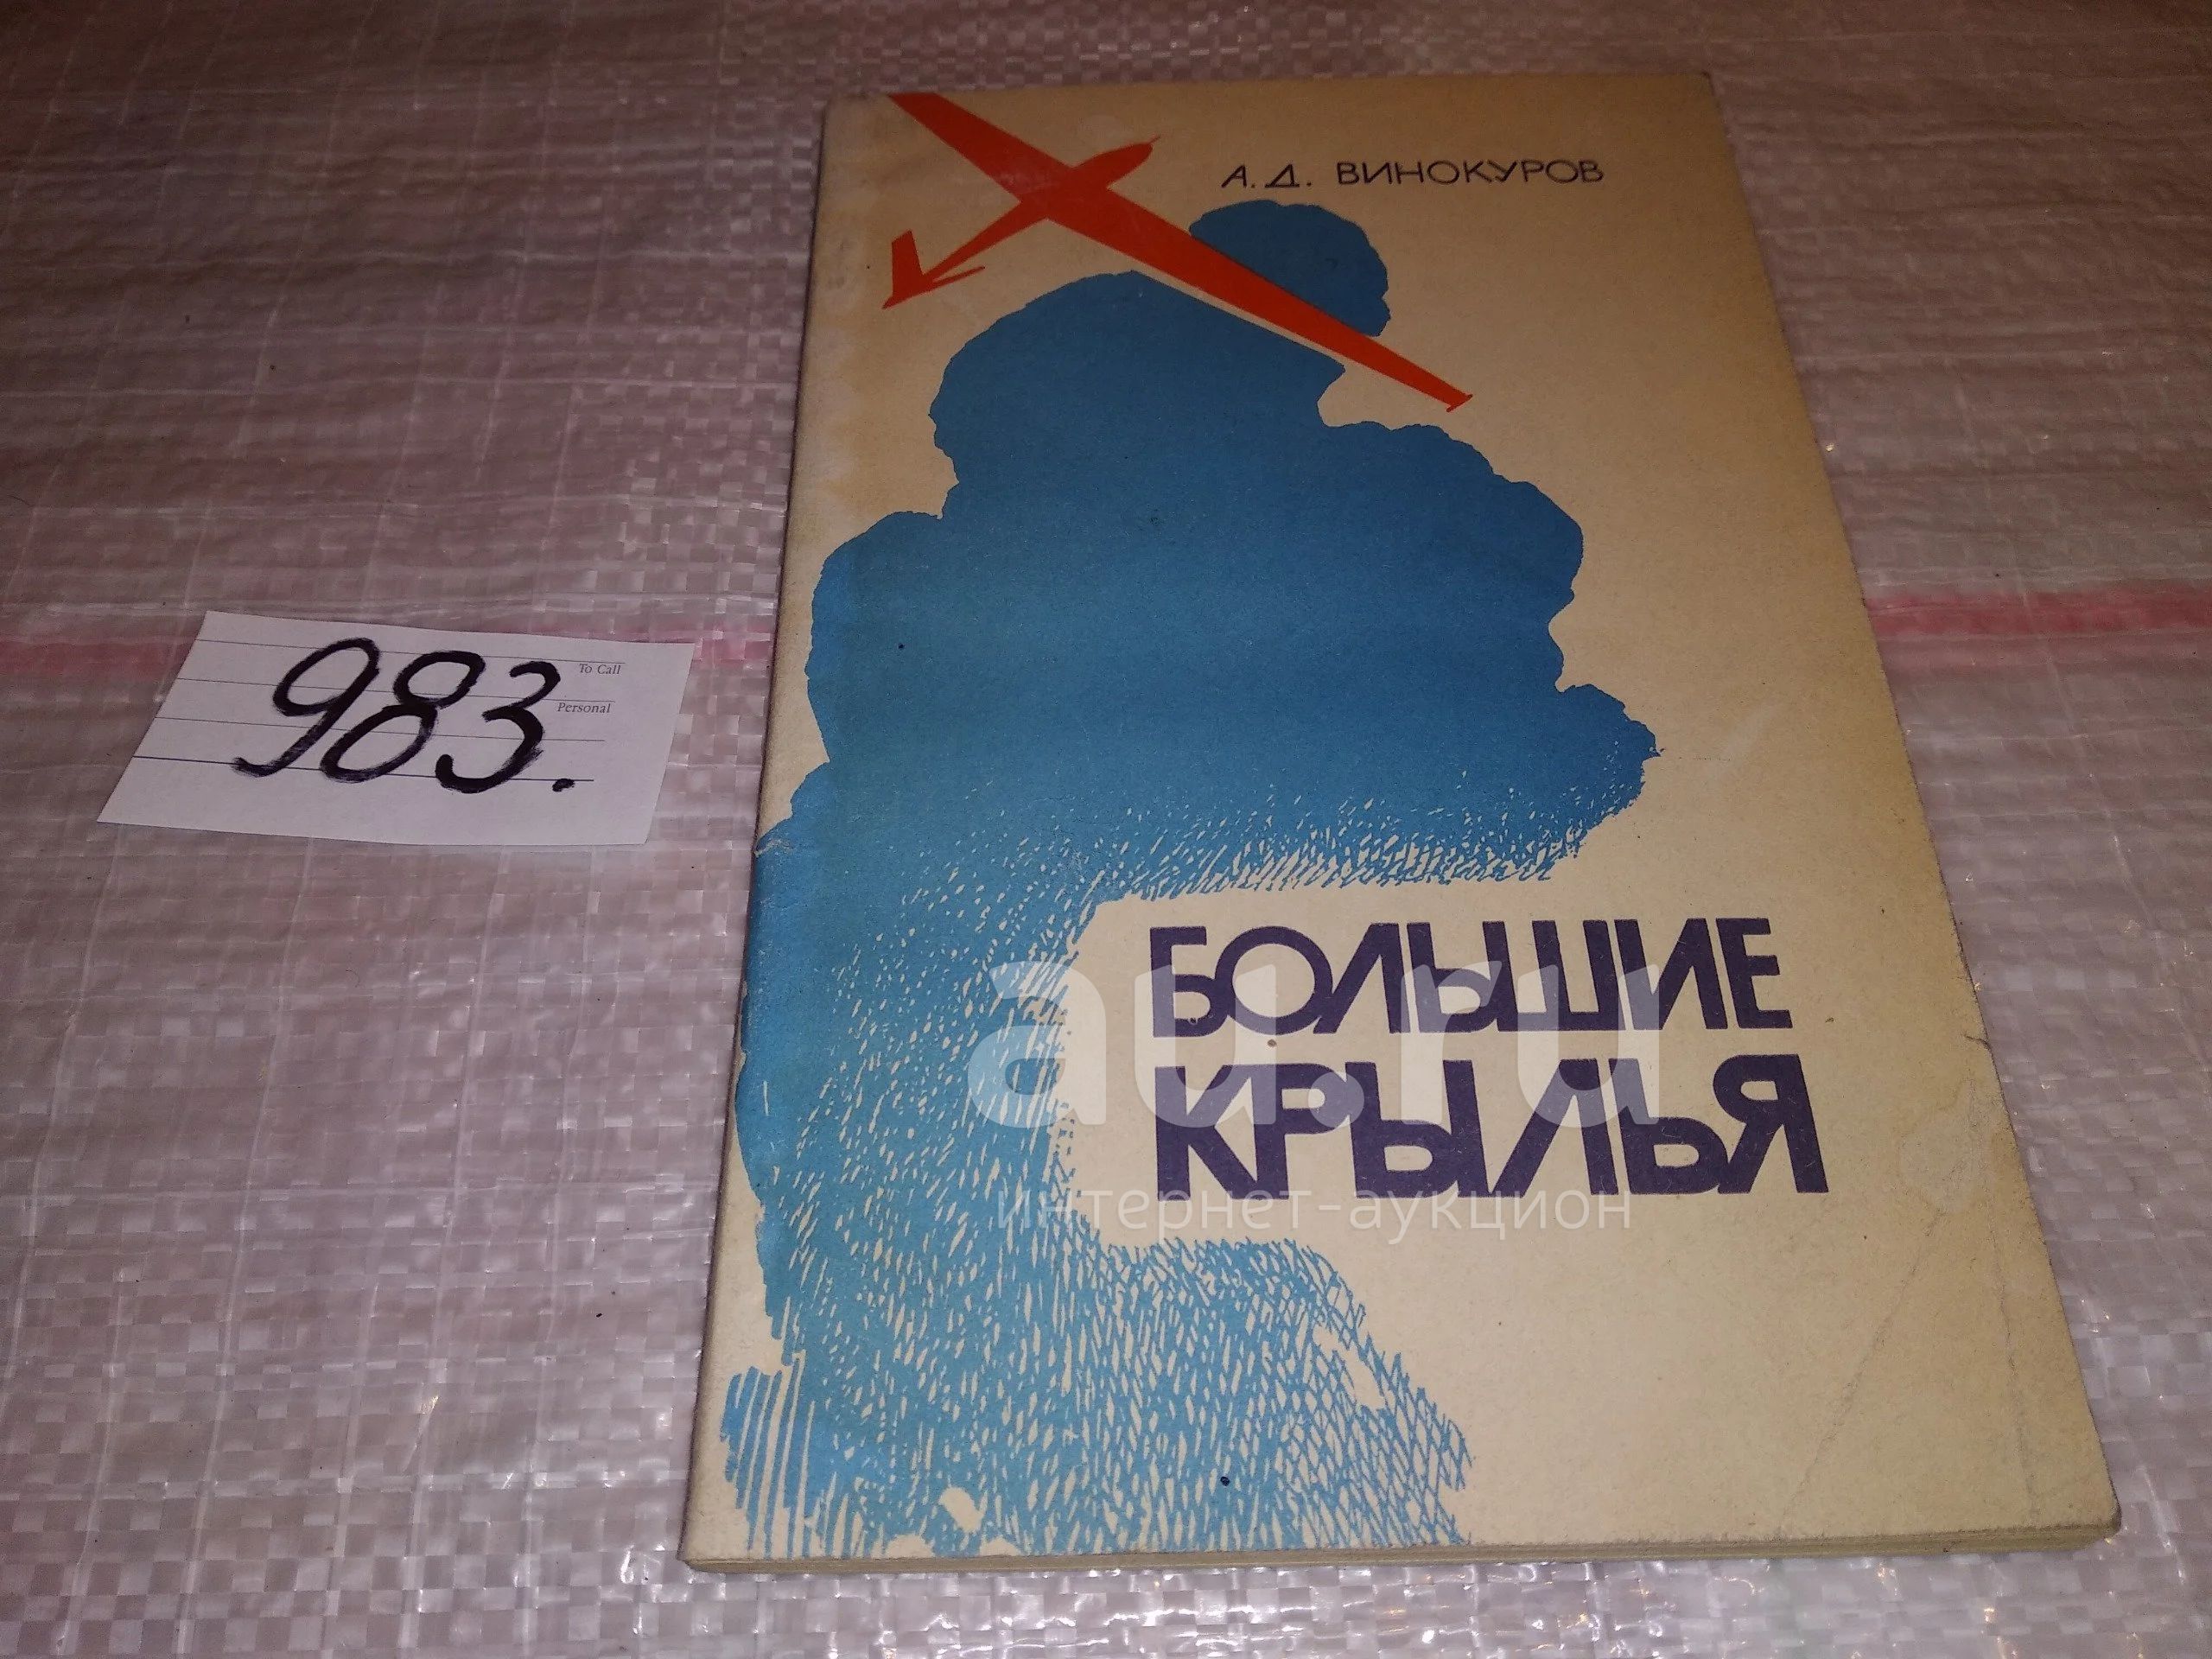 А. Д. ВИНОКУРОВ
To Call
983.
Personal
БОЛЬШИЕ
КРЫЛЬЯ
au.ru
интернет-аукцион